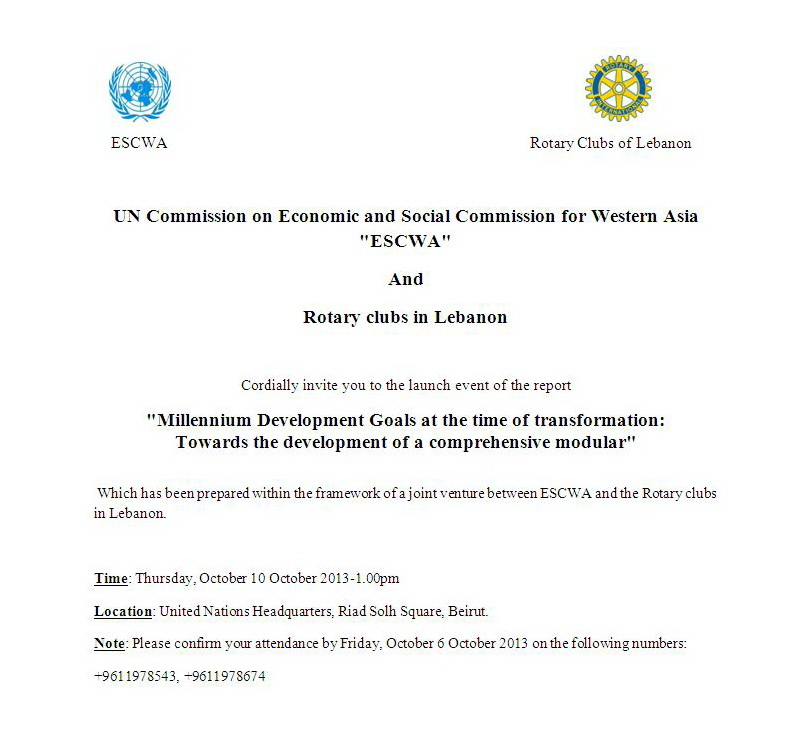 ROTARY
INTERNATIONAL
ESCWA
Rotary Clubs of Lebanon
UN Commission on Economic and Social Commission for Western Asia
"ESCWA"
And
Rotary clubs in Lebanon
Cordially invite you to the launch event of the report
"Millennium Development Goals at the time of transformation:
Towards the development of a comprehensive modular"
Which has been prepared within the framework of a joint venture between ESCWA and the Rotary clubs
in Lebanon.
Time: Thursday, October 10 October 2013-1.00pm
Location: United Nations Headquarters, Riad Solh Square, Beirut.
Note: Please confirm your attendance by Friday, October 6 October 2013 on the following numbers:
+9611978543, +9611978674